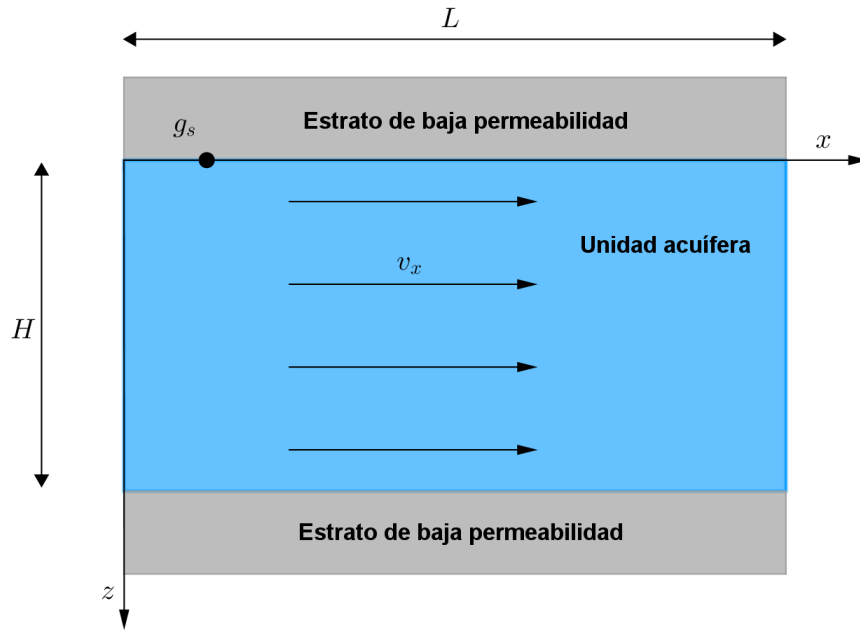 L
Estrato de baja permeabilidad
g_s
x
Unidad acuífera
v_x
H
Estrato de baja permeabilidad
z